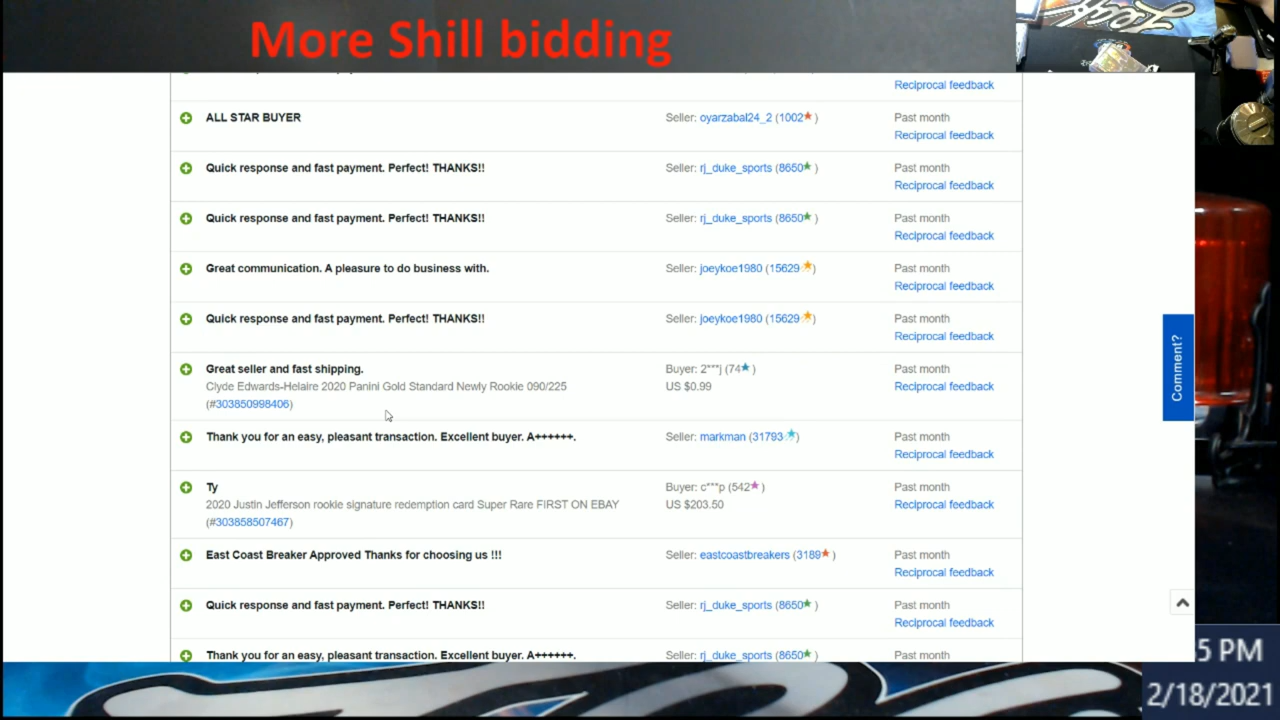 More Shill bidding
Reciprocal feedback
ALL STAR BUYER Seller: oyarzabal24_2 (1002) Past month
Reciprocal feedback
Quick response and fast payment. Perfect! THANKS!! Seller: rj_duke_sports (8650) Past month
Reciprocal feedback
Quick response and fast payment. Perfect! THANKS!! Seller: rj_duke_sports (8650) Past month
Reciprocal feedback
Great communication. A pleasure to do business with. Seller: joeykoe1980 (15629) Past month
Reciprocal feedback
Quick response and fast payment. Perfect! THANKS!! Seller: joeykoe1980 (15629) Past month
Reciprocal feedback
Great seller and fast shipping. Buyer: 2***j (74) Past month
Clyde Edwards-Helaire 2020 Panini Gold Standard Newly Rookie 090/225 US $0.99 Reciprocal feedback
(#303850998406)
Thank you for an easy, pleasant transaction. Excellent buyer. A++++++. Seller: markman (31793) Past month
Reciprocal feedback
Ty Buyer: c***p (542) Past month
2020 Justin Jefferson rookie signature redemption card Super Rare FIRST ON EBAY US $203.50 Reciprocal feedback
(#303858507467)
East Coast Breaker Approved Thanks for choosing us !!! Seller: eastcoastbreakers (3189) Past month
Reciprocal feedback
Quick response and fast payment. Perfect! THANKS!! Seller: rj_duke_sports (8650) Past month
Reciprocal feedback
Thank you for an easy, pleasant transaction. Excellent buyer. A++++++. Seller: rj_duke_sports (8650) Past month
Comment?
5 PM
2/18/2021